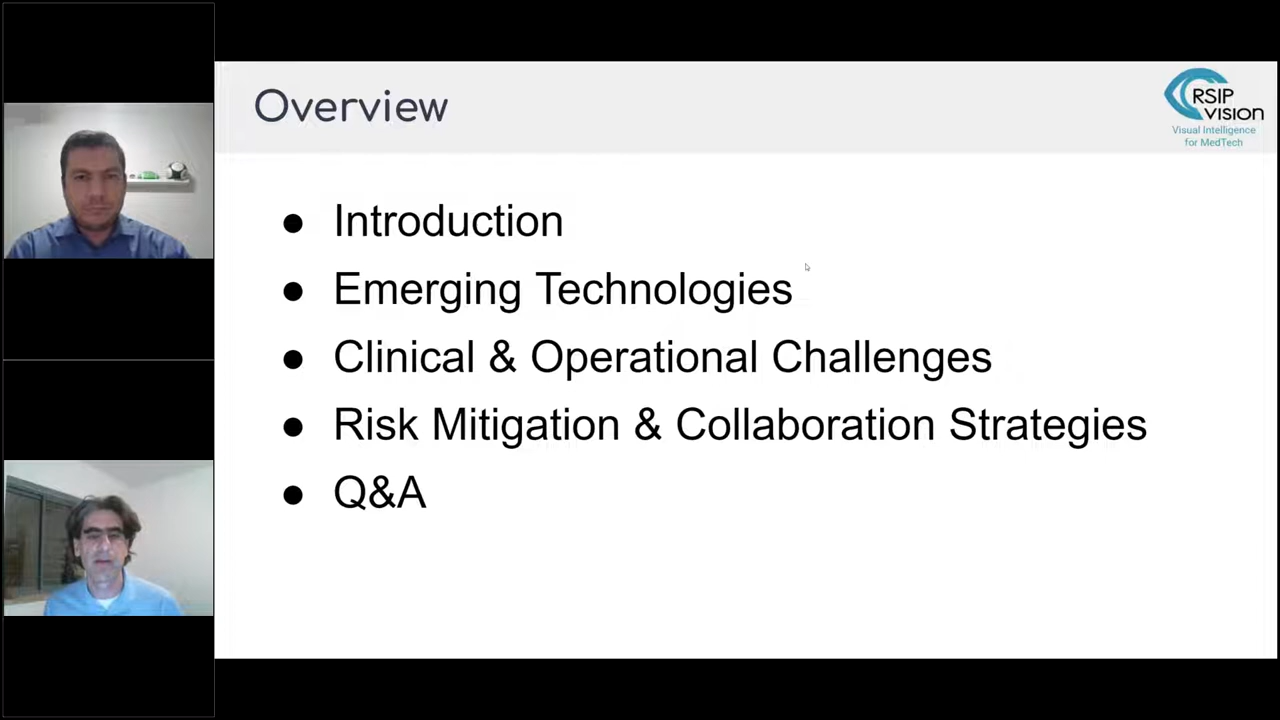 Overview
RSIP
vision
Visual Intelligence
for MedTech
● Introduction
● Emerging Technologies
● Clinical & Operational Challenges
● Risk Mitigation & Collaboration Strategies
● Q&A